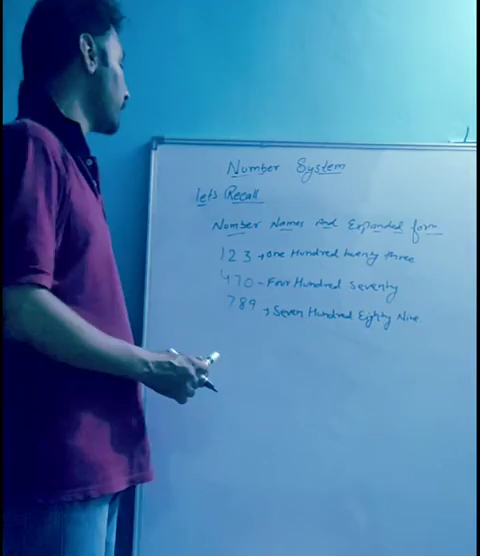 Number System
Let's Recall
Number Names And Expanded form
123 → One Hundred twenty three
470 - Four Hundred Seventy
789 → Seven Hundred Eighty Nine